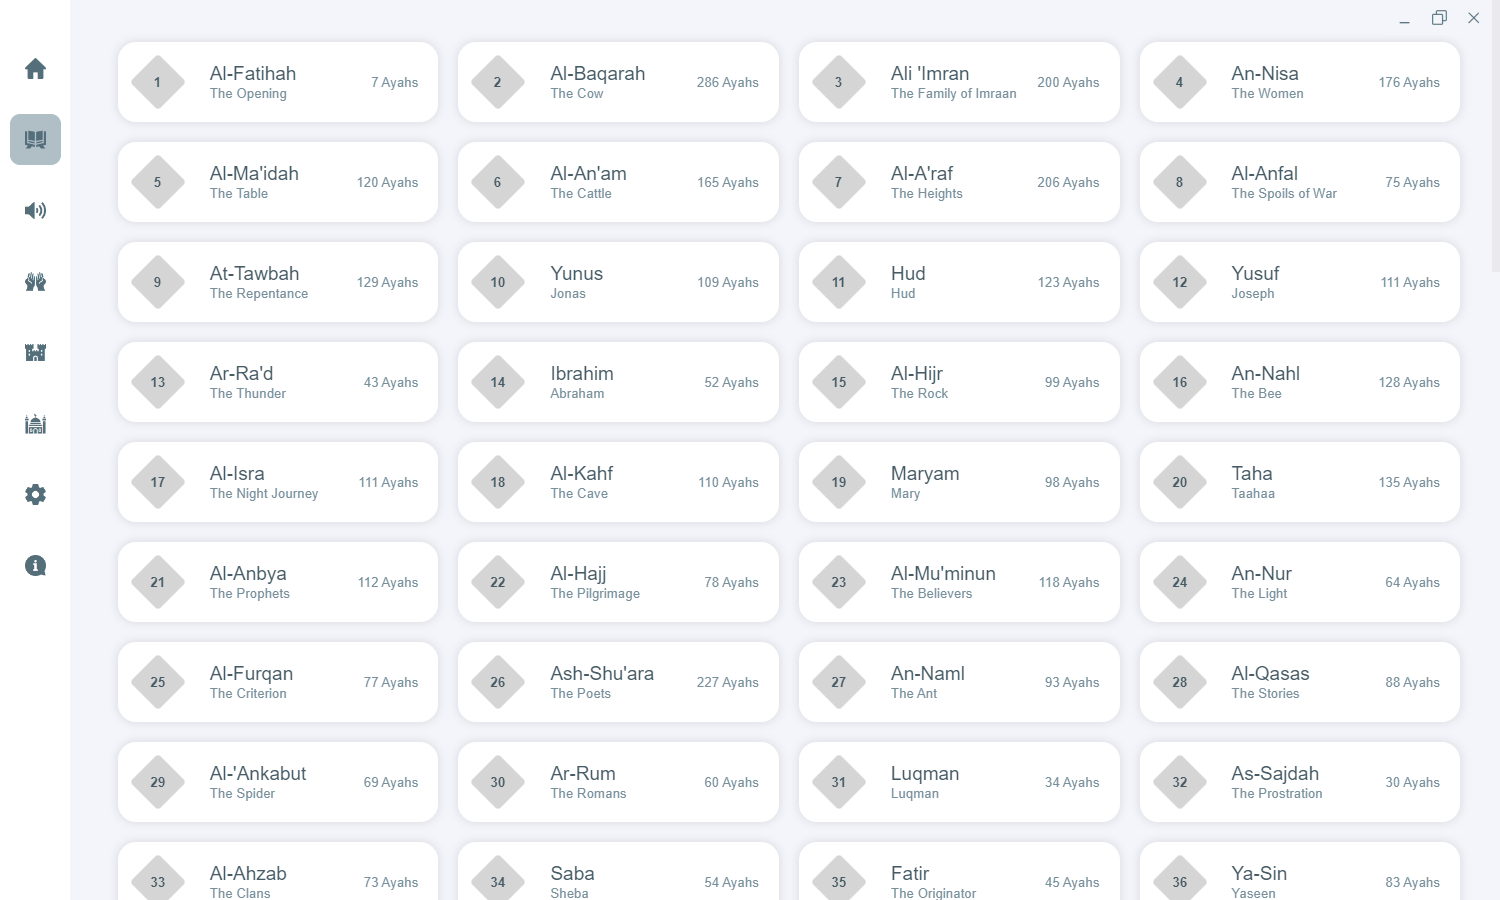 1
Al-Fatihah
The Opening
7 Ayahs
2
Al-Baqarah
The Cow
286 Ayahs
3
Ali 'Imran
The Family of Imraan
200 Ayahs
4
An-Nisa
The Women
176 Ayahs
5
Al-Ma'idah
The Table
120 Ayahs
6
Al-An'am
The Cattle
165 Ayahs
7
Al-A'raf
The Heights
206 Ayahs
8
Al-Anfal
The Spoils of War
75 Ayahs
9
At-Tawbah
The Repentance
129 Ayahs
10
Yunus
Jonas
109 Ayahs
11
Hud
Hud
123 Ayahs
12
Yusuf
Joseph
111 Ayahs
13
Ar-Ra'd
The Thunder
43 Ayahs
14
Ibrahim
Abraham
52 Ayahs
15
Al-Hijr
The Rock
99 Ayahs
16
An-Nahl
The Bee
128 Ayahs
17
Al-Isra
The Night Journey
111 Ayahs
18
Al-Kahf
The Cave
110 Ayahs
19
Maryam
Mary
98 Ayahs
20
Taha
Taahaa
135 Ayahs
21
Al-Anbya
The Prophets
112 Ayahs
22
Al-Hajj
The Pilgrimage
78 Ayahs
23
Al-Mu'minun
The Believers
118 Ayahs
24
An-Nur
The Light
64 Ayahs
25
Al-Furqan
The Criterion
77 Ayahs
26
Ash-Shu'ara
The Poets
227 Ayahs
27
An-Naml
The Ant
93 Ayahs
28
Al-Qasas
The Stories
88 Ayahs
29
Al-'Ankabut
The Spider
69 Ayahs
30
Ar-Rum
The Romans
60 Ayahs
31
Luqman
Luqman
34 Ayahs
32
As-Sajdah
The Prostration
30 Ayahs
33
Al-Ahzab
The Clans
73 Ayahs
34
Saba
Sheba
54 Ayahs
35
Fatir
The Originator
45 Ayahs
36
Ya-Sin
Yaseen
83 Ayahs